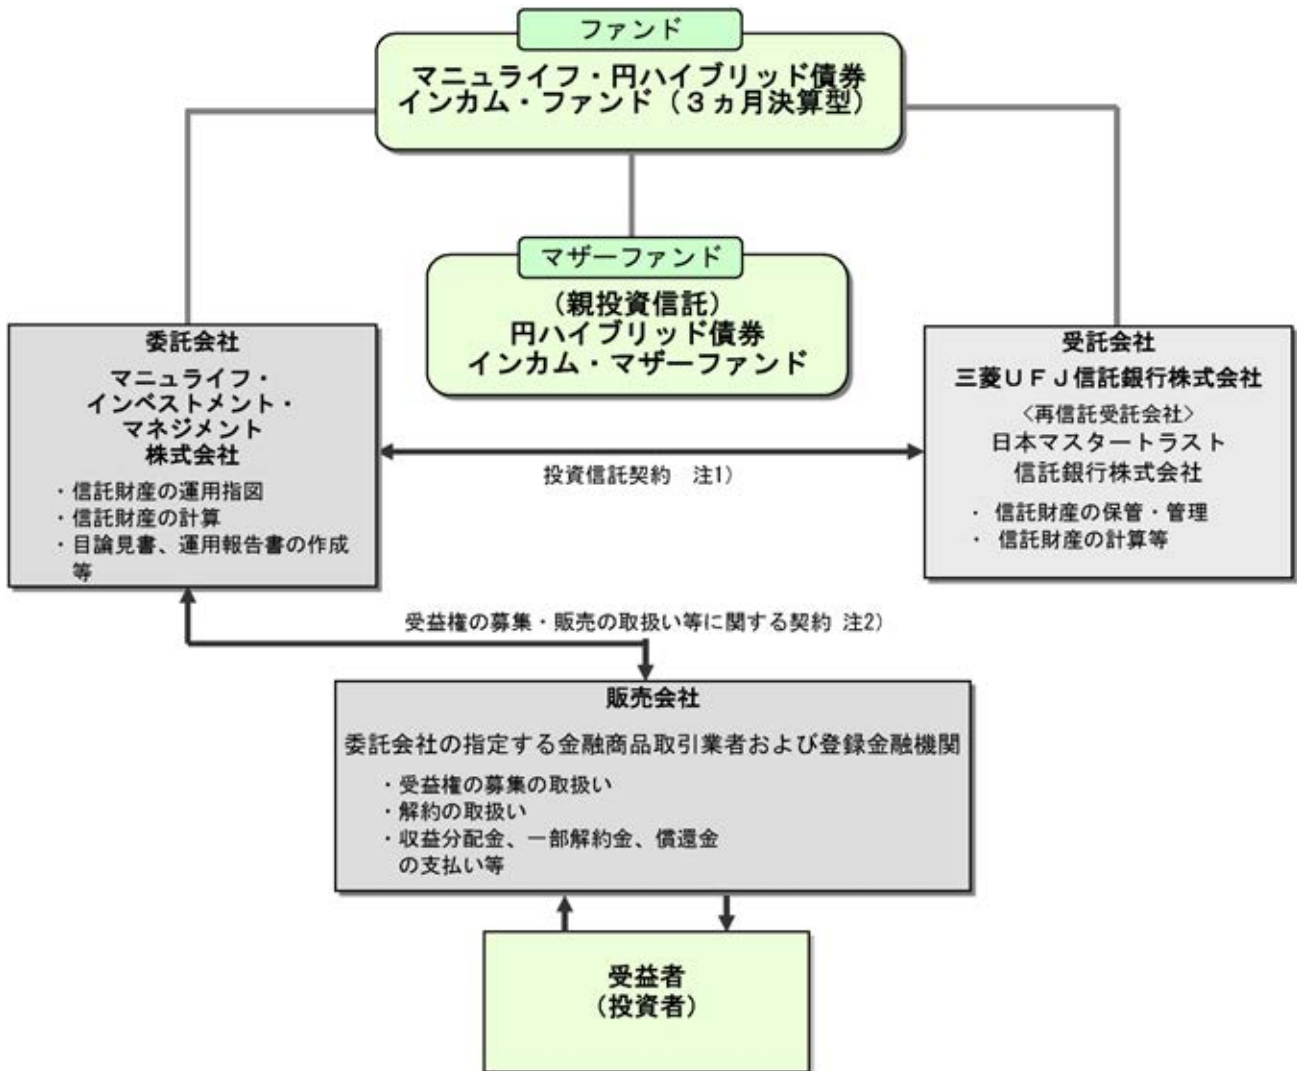 ファンド
マニュライフ・円ハイブリッド債券
インカム・ファンド（３ヵ月決算型）
マザーファンド
（親投資信託）
円ハイブリッド債券
インカム・マザーファンド
委託会社
マニュライフ・
インベストメント・
マネジメント
株式会社
・信託財産の運用指図
・信託財産の計算
・目論見書、運用報告書の作成
等
受託会社
三菱ＵＦＪ信託銀行株式会社
〈再信託受託会社〉
日本マスタートラスト
信託銀行株式会社
・ 信託財産の保管・管理
・ 信託財産の計算等
投資信託契約　注1）
受益権の募集・販売の取扱い等に関する契約 注2）
販売会社
委託会社の指定する金融商品取引業者および登録金融機関
・受益権の募集の取扱い
・解約の取扱い
・収益分配金、一部解約金、償還金
の支払い等
受益者
（投資者）